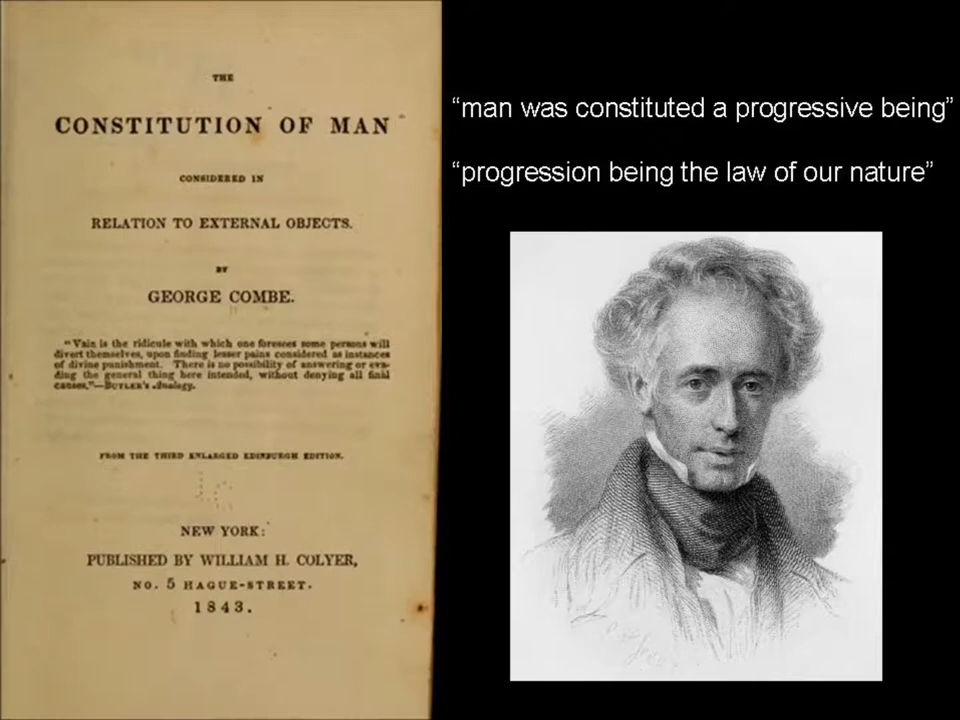 THE
CONSTITUTION OF MAN
CONSIDERED IN
RELATION TO EXTERNAL OBJECTS.
BY
GEORGE COMBE.
"Vain is the ridicule with which one foresees some persons will
divert themselves, upon finding lesser pains considered as instances
of divine punishment. There is no possibility of answering or eva-
ding the general thing here intended, without denying all final
causes."—BUTLER'S Analogy.
FROM THE THIRD ENLARGED EDINBURGH EDITION.
NEW YORK:
PUBLISHED BY WILLIAM H. COLYER,
NO. 5 HAGUE-STREET.
1843.
“man was constituted a progressive being”
“progression being the law of our nature”